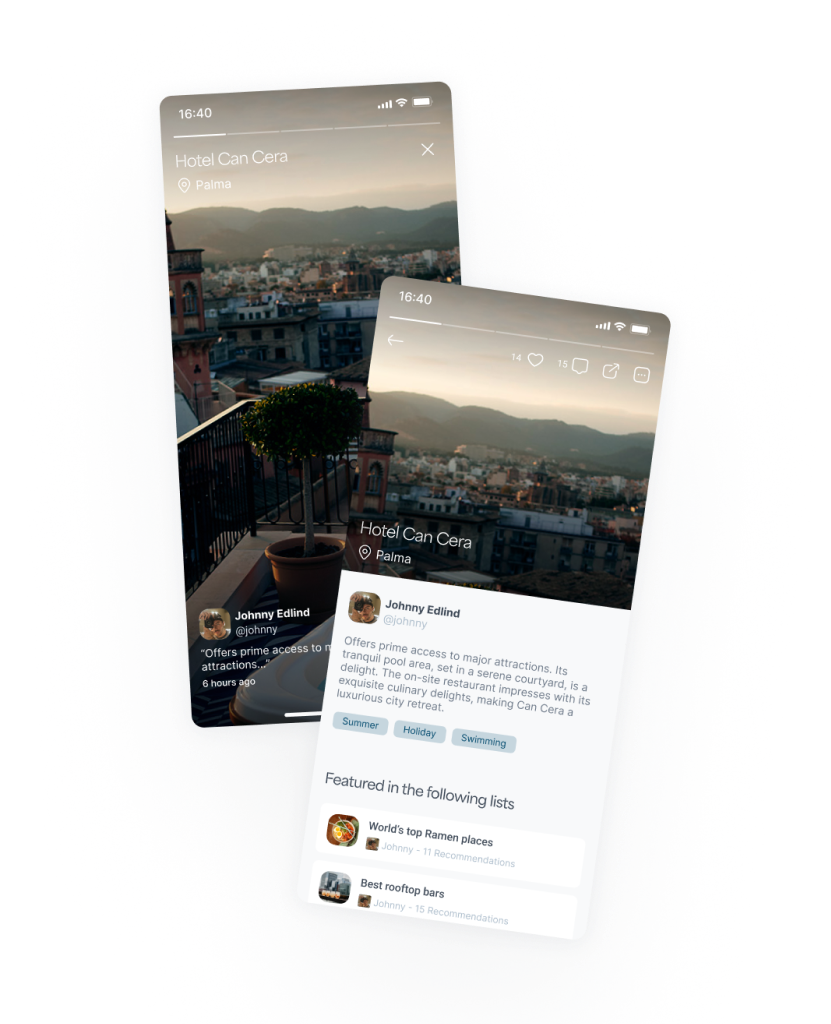 16:40
Hotel Can Cera
Palma
Johnny Edlind
@johnny
“Offers prime access to
attractions...”
6 hours ago
16:40
14
15
Hotel Can Cera
Palma
Johnny Edlind
@johnny
Offers prime access to major attractions. Its
tranquil pool area, set in a serene courtyard, is a
delight. The on-site restaurant impresses with its
exquisite culinary delights, making Can Cera a
luxurious city retreat.
Summer Holiday Swimming
Featured in the following lists
World’s top Ramen places
Johnny - 11 Recommendations
Best rooftop bars
Johnny - 15 Recommendations